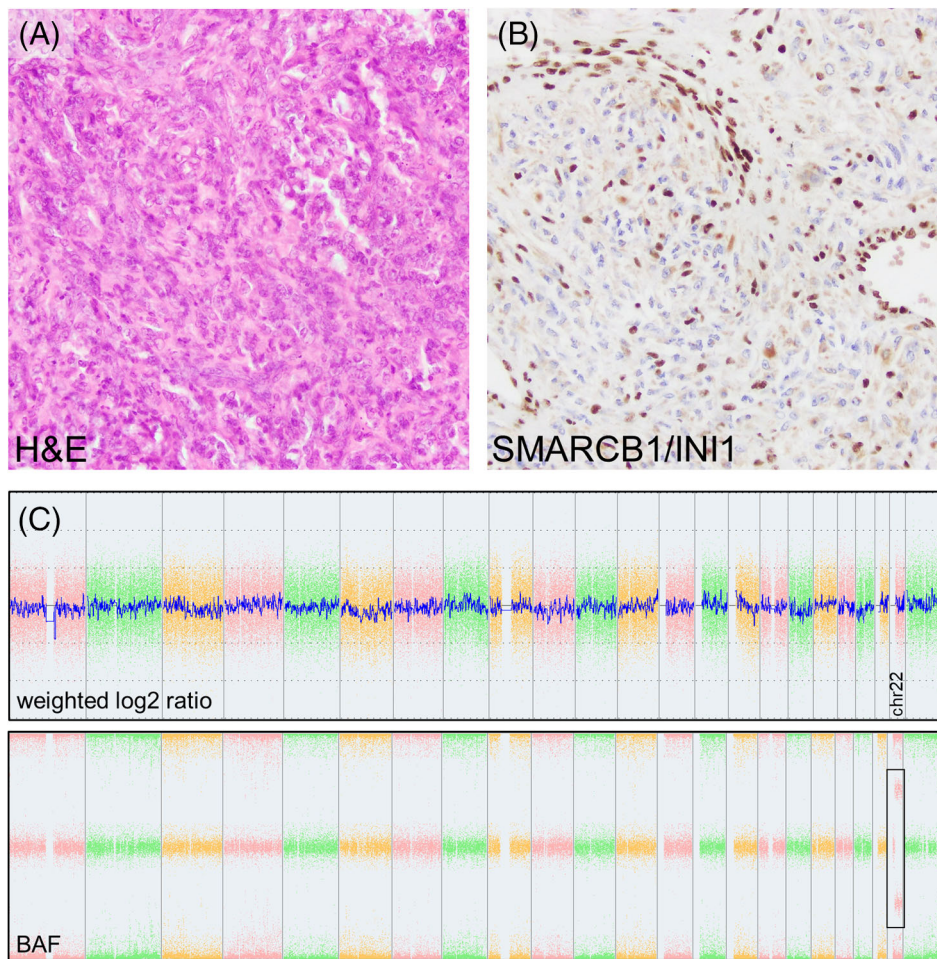 (A)
(B)
H&E
SMARCB1/INI1
(C)
weighted log2 ratio
chr22
BAF